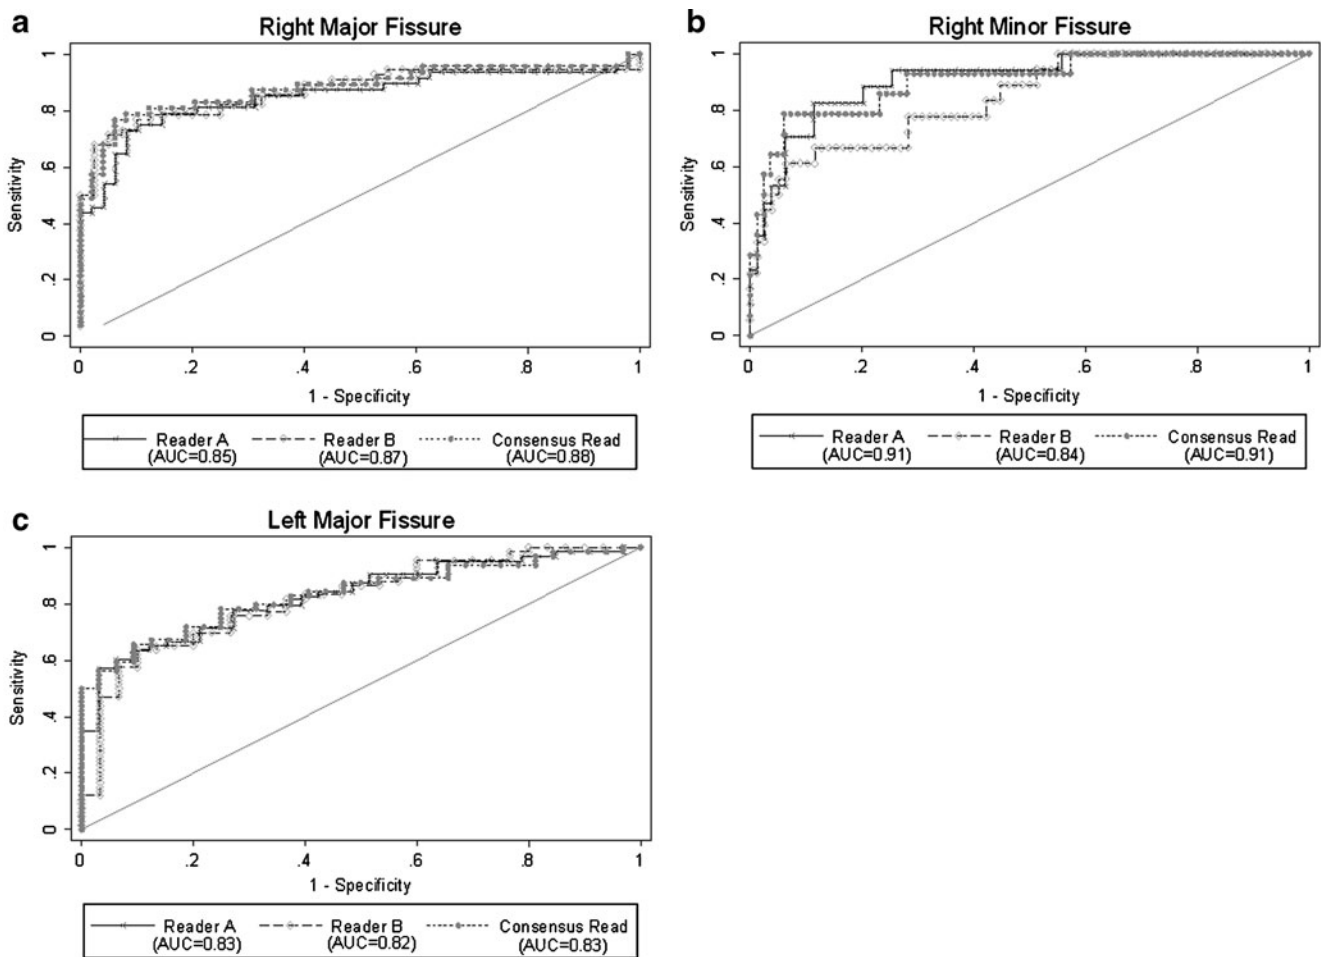 a
Right Major Fissure
1
.8
.6
.4
.2
0
Sensitivity
0 .2 .4 .6 .8 1
1 - Specificity
Reader A Reader B Consensus Read
(AUC=0.85) (AUC=0.87) (AUC=0.88)
b
Right Minor Fissure
1
.8
.6
.4
.2
0
Sensitivity
0 .2 .4 .6 .8 1
1 - Specificity
Reader A Reader B Consensus Read
(AUC=0.91) (AUC=0.84) (AUC=0.91)
c
Left Major Fissure
1
.8
.6
.4
.2
0
Sensitivity
0 .2 .4 .6 .8 1
1 - Specificity
Reader A Reader B Consensus Read
(AUC=0.83) (AUC=0.82) (AUC=0.83)